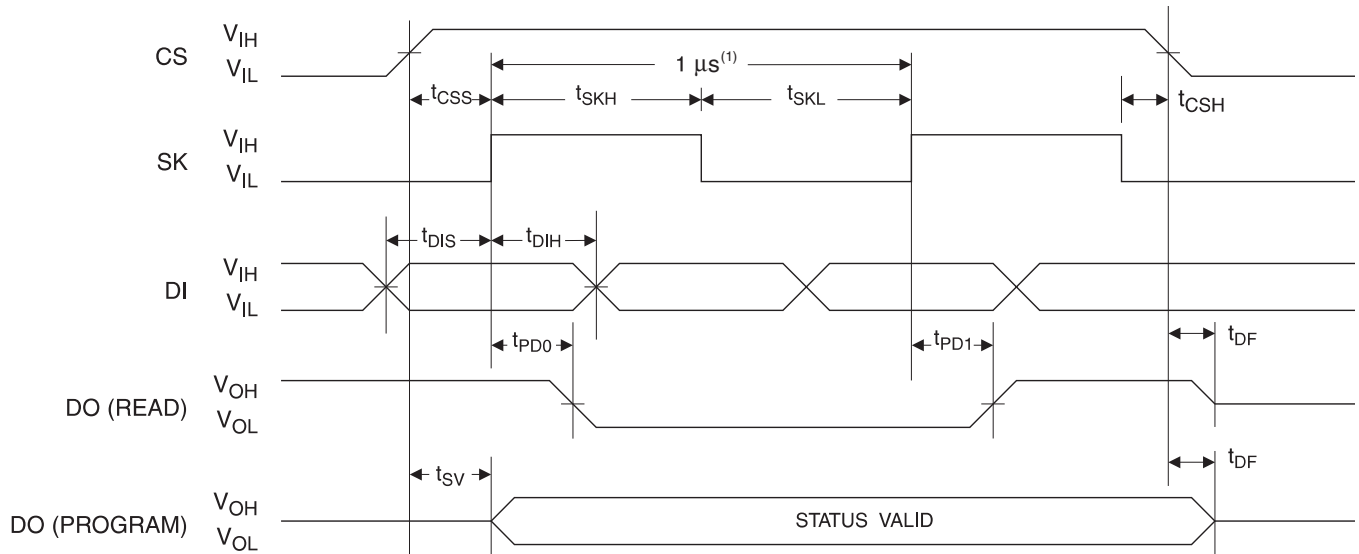 CS
VIH
VIL
1 μs(1)
tCSS
tSKH
tSKL
tCSH
SK
VIH
VIL
tDIS
tDIH
DI
VIH
VIL
tPD0
tPD1
tDF
DO (READ)
VOH
VOL
tSV
tDF
DO (PROGRAM)
VOH
VOL
STATUS VALID